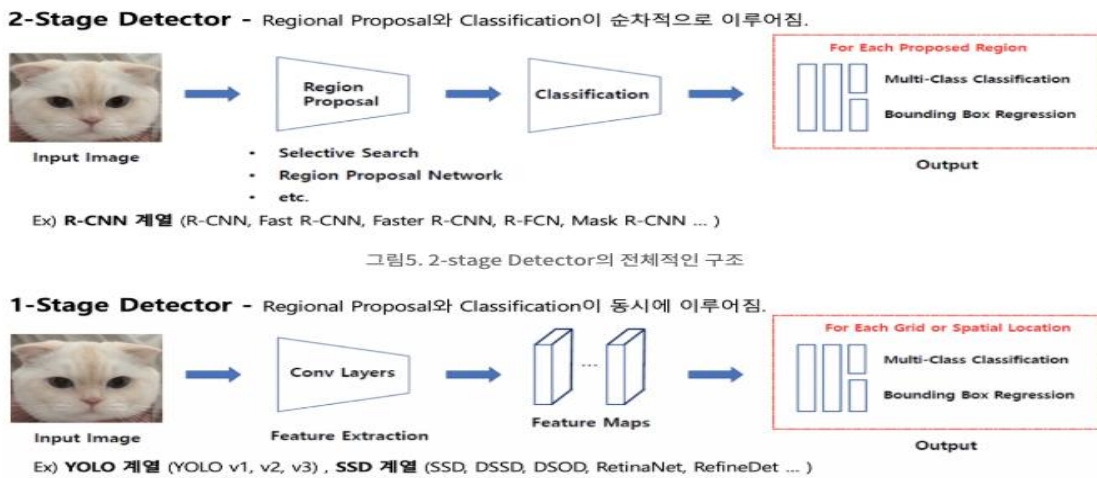 2-Stage Detector - Regional Proposal와 Classification이 순차적으로 이루어짐.
Input Image
Region
Proposal
• Selective Search
• Region Proposal Network
• etc.
Classification
For Each Proposed Region
Multi-Class Classification
Bounding Box Regression
Output
Ex) R-CNN 계열 (R-CNN, Fast R-CNN, Faster R-CNN, R-FCN, Mask R-CNN ... )
그림5. 2-stage Detector의 전체적인 구조
1-Stage Detector - Regional Proposal와 Classification이 동시에 이루어짐.
Input Image
Conv Layers
Feature Extraction
...
Feature Maps
For Each Grid or Spatial Location
Multi-Class Classification
Bounding Box Regression
Output
Ex) YOLO 계열 (YOLO v1, v2, v3) , SSD 계열 (SSD, DSSD, DSOD, RetinaNet, RefineDet ... )